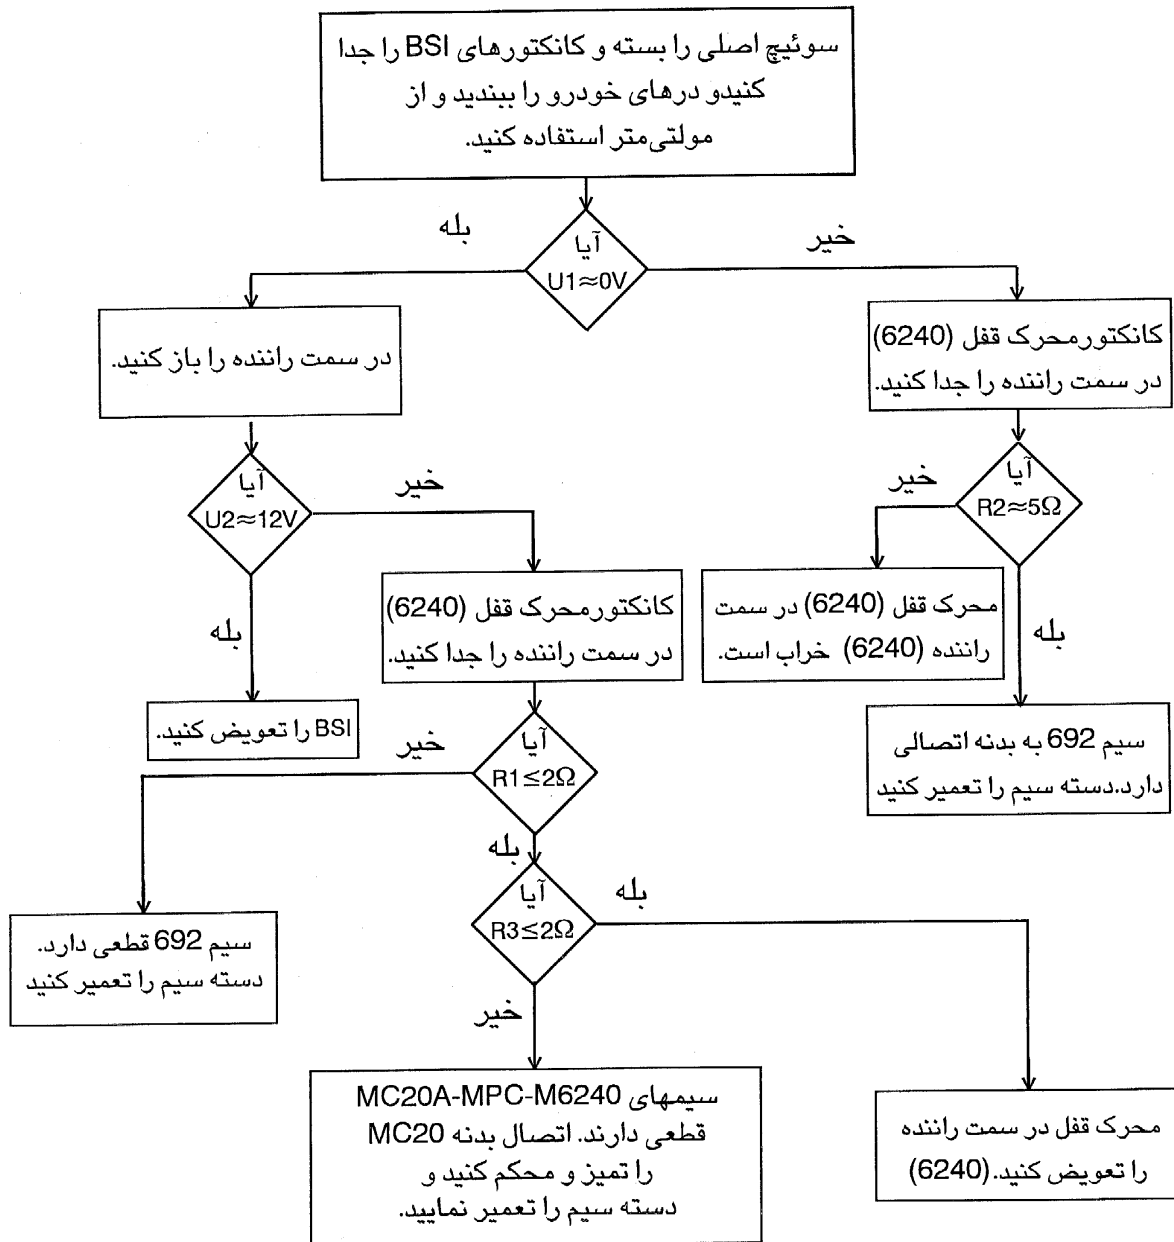 سوئیچ اصلی را بسته و کانکتورهای BSI را جدا
کنیدو درهای خودرو را ببندید و از
مولتی‌متر استفاده کنید.
بله
خیر
آیا
U1≈0V
در سمت راننده را باز کنید.
کانکتورمحرک قفل (6240)
در سمت راننده را جدا کنید.
آیا
U2≈12V
خیر
بله
خیر
آیا
R2≈5Ω
بله
کانکتورمحرک قفل (6240)
در سمت راننده را جدا کنید.
محرک قفل (6240) در سمت
راننده (6240) خراب است.
BSI را تعویض کنید.
سیم 692 به بدنه اتصالی
دارد.دسته سیم را تعمیر کنید
خیر
آیا
R1≤2Ω
بله
آیا
R3≤2Ω
بله
خیر
سیم 692 قطعی دارد.
دسته سیم را تعمیر کنید
سیمهای MC20A-MPC-M6240
قطعی دارند. اتصال بدنه MC20
را تمیز و محکم کنید و
دسته سیم را تعمیر نمایید.
محرک قفل در سمت راننده
را تعویض کنید.(6240)